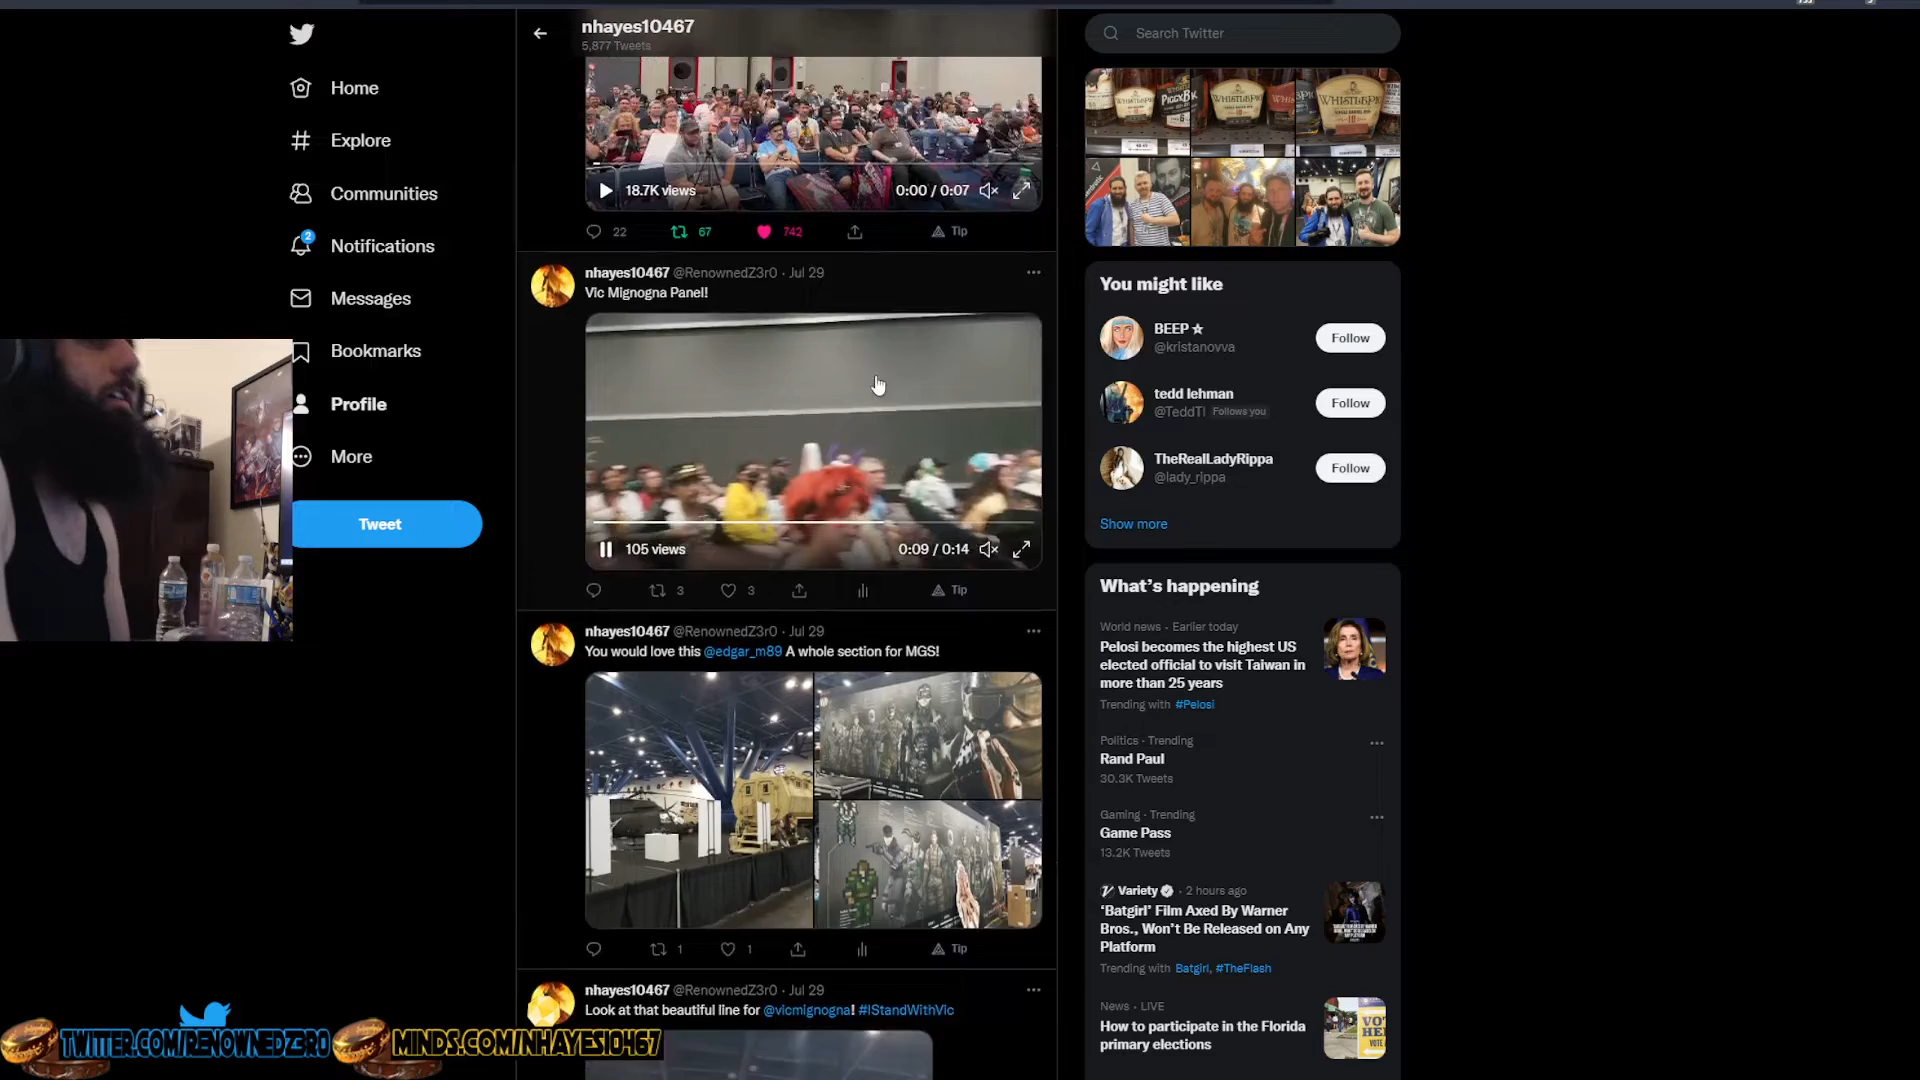 nhayes10467
5,877 Tweets
Home
Explore
Communities
2
Notifications
Messages
Bookmarks
Profile
More
Tweet
18.7K views
0:00 / 0:07
22
67
742
Tip
nhayes10467 @RenownedZ3r0 · Jul 29
Vic Mignogna Panel!
105 views
0:09 / 0:14
3
3
Tip
nhayes10467 @RenownedZ3r0 · Jul 29
You would love this @edgar_m89 A whole section for MGS!
1
1
Tip
nhayes10467 @RenownedZ3r0 · Jul 29
Look at that beautiful line for @vicmignogna! #IStandWithVic
Search Twitter
WHISTLEPIG
PIGGYBK
WHISTLEPIG
WHISTLEPIG
You might like
BEEP ☆
@kristanovva
Follow
tedd lehman
@TeddTl Follows you
Follow
TheRealLadyRippa
@lady_rippa
Follow
Show more
What's happening
World news · Earlier today
Pelosi becomes the highest US
elected official to visit Taiwan in
more than 25 years
Trending with #Pelosi
Politics · Trending
Rand Paul
30.3K Tweets
Gaming · Trending
Game Pass
13.2K Tweets
Variety · 2 hours ago
'Batgirl' Film Axed By Warner
Bros., Won't Be Released on Any
Platform
Trending with Batgirl, #TheFlash
News · LIVE
How to participate in the Florida
primary elections
TWITTER.COM/RENOWNEDZ3R0
MINDS.COM/NHAYES10467